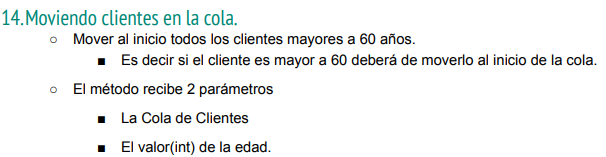 14.Moviendo clientes en la cola.
○ Mover al inicio todos los clientes mayores a 60 años.
■ Es decir si el cliente es mayor a 60 deberá de moverlo al inicio de la cola.
○ El método recibe 2 parámetros
■ La Cola de Clientes
■ El valor(int) de la edad.